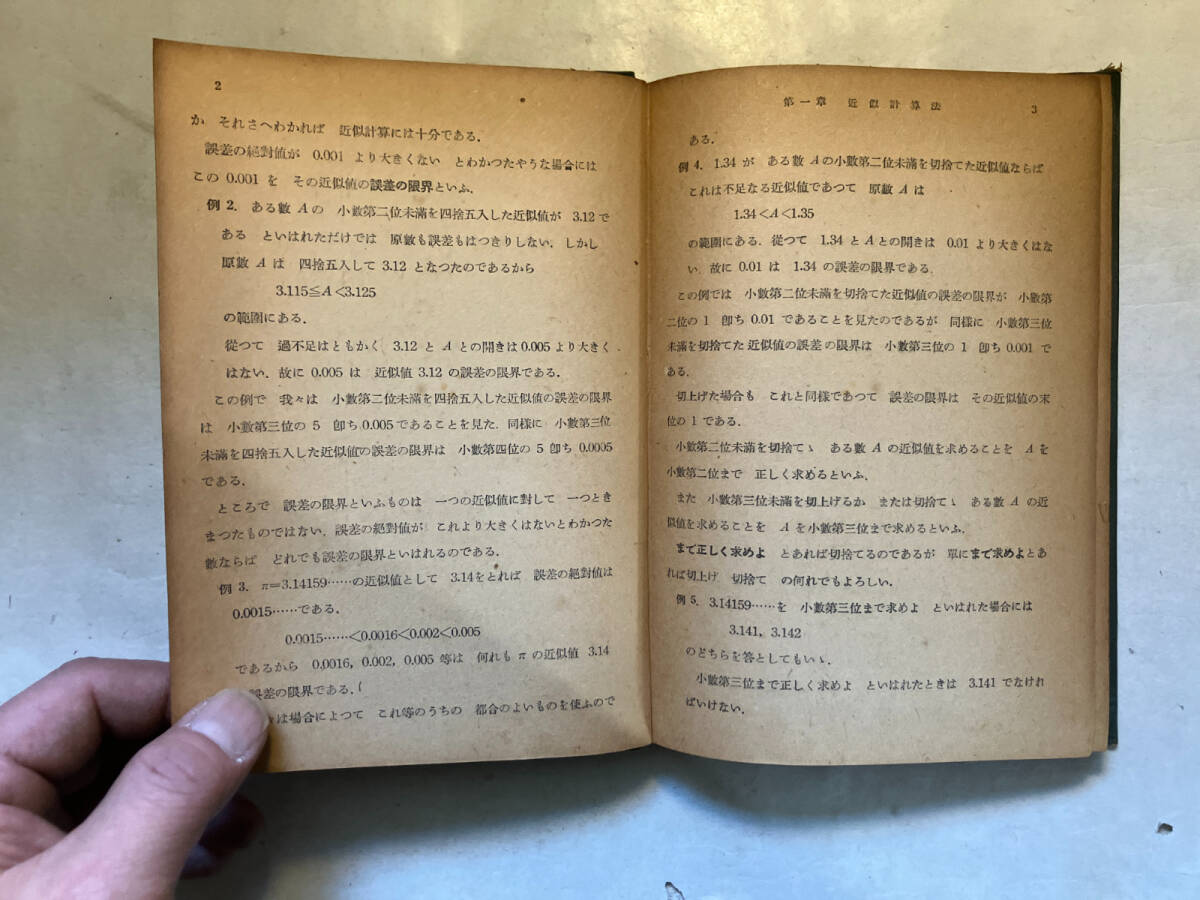 2
か それさへわかれば 近似計算には十分である.
誤差の絕對値が 0.001 より大きくない とわかつたやうな場合には
この 0.001 を その近似値の誤差の限界といふ.
例 2. ある數 A の 小數第二位未滿を四捨五入した近似値が 3.12 で
ある といはれただけでは 原數も誤差もはつきりしない. しかし
原數 A は 四捨五入して 3.12 となつたのであるから
3.115≦A<3.125
の範圍にある.
從つて 過不足はともかく 3.12 と A との開きは 0.005 より大きく
はない. 故に 0.005 は 近似値 3.12 の誤差の限界である.
この例で 我々は 小數第二位未滿を四捨五入した近似値の誤差の限界
は 小數第三位の 5 卽ち 0.005 であることを見た. 同樣に 小數第三位
未滿を四捨五入した近似値の誤差の限界は 小數第四位の 5 卽ち 0.0005
である.
ところで 誤差の限界といふものは 一つの近似値に對して 一つとき
まつたものではない. 誤差の絕對値が これより大きくはないとわかつた
數ならば どれでも誤差の限界といはれるのである.
例 3. π=3.14159……の近似値として 3.14をとれば 誤差の絕對値は
0.0015……である.
0.0015……<0.0016<0.002<0.005
であるから 0.0016, 0.002, 0.005 等は 何れも π の近似値 3.14
誤差の限界である.
は場合によつて これ等のうちの 都合のよいものを使ふので
第一章 近似計算法 3
ある.
例 4. 1.34 が ある數 A の小數第二位未滿を切捨てた近似値ならば
これは不足なる近似値であつて 原數 A は
1.34<A<1.35
の範圍にある. 從つて 1.34 と A との開きは 0.01 より大きくはな
い. 故に 0.01 は 1.34 の誤差の限界である.
この例では 小數第二位未滿を切捨てた近似値の誤差の限界が 小數第
二位の 1 卽ち 0.01 であることを見たのであるが 同樣に 小數第三位
未滿を切捨てた近似値の誤差の限界は 小數第三位の 1 卽ち 0.001 で
ある.
切上げた場合も これと同樣であつて 誤差の限界は その近似値の末
位の 1 である.
小數第二位未滿を切捨てゝ ある數 A の近似値を求めることを A を
小數第二位まで 正しく求めるといふ.
また 小數第三位未滿を切上げるか または切捨てゝ ある數 A の近
似値を求めることを A を小數第三位まで求めるといふ.
まで正しく求めよ とあれば切捨てるのであるが 單にまで求めよとあ
れば切上げ 切捨て の何れでもよろしい.
例 5. 3.14159……を 小數第三位まで求めよ といはれた場合には
3.141, 3.142
のどちらを答としてもいゝ.
小數第三位まで正しく求めよ といはれたときは 3.141 でなけれ
ばいけない.